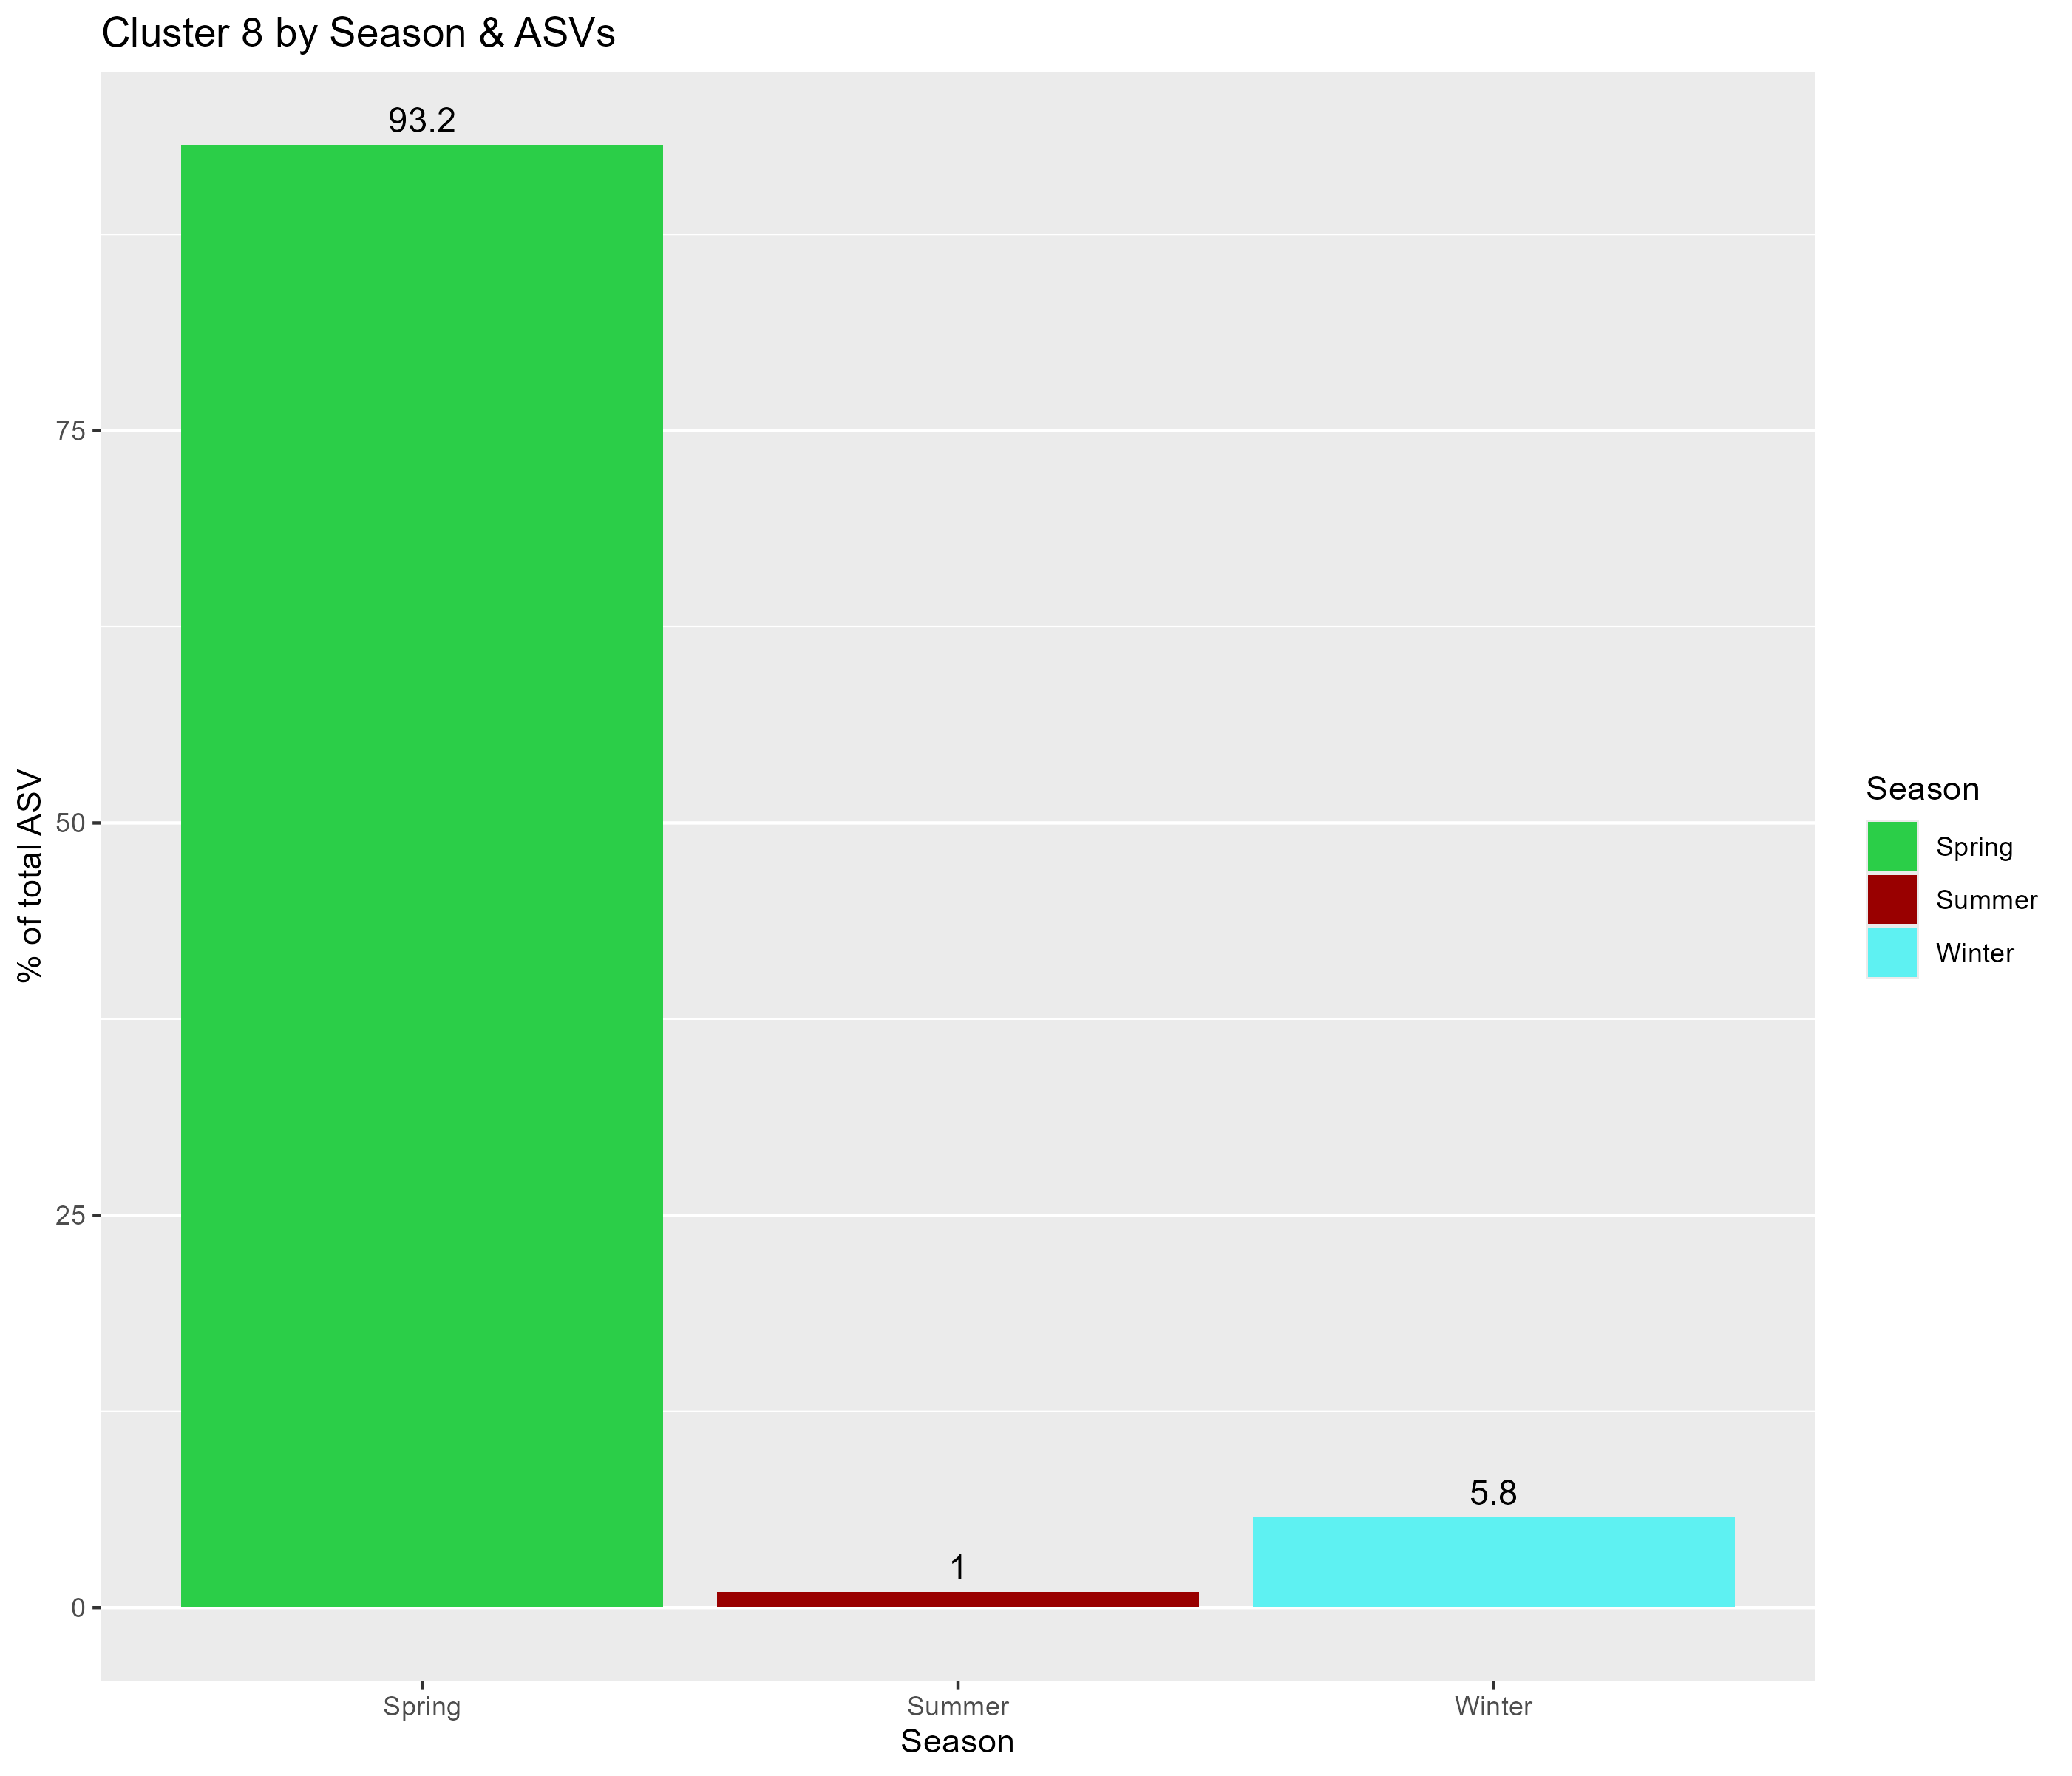 Cluster 8 by Season & ASVs
93.2
1
5.8
75
50
25
0
% of total ASV
Spring
Summer
Winter
Season
Season
Spring
Summer
Winter